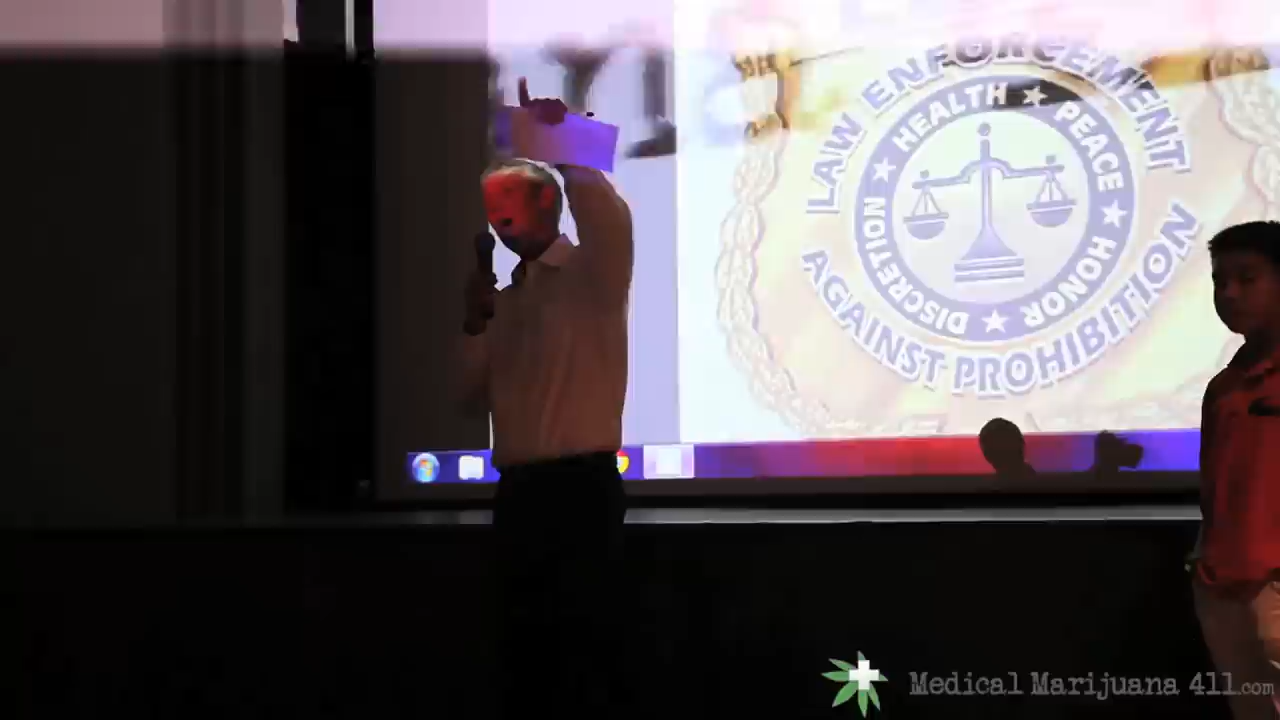 LAW ENFORCEMENT
HEALTH ★ PEACE ★ HONOR ★ DISCRETION ★
AGAINST PROHIBITION
Medical Marijuana 411.com